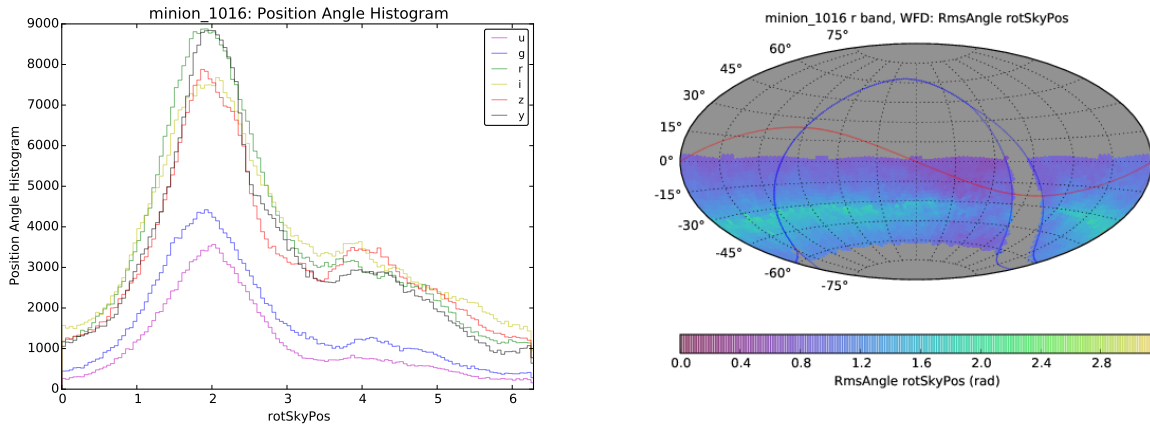 minion_1016: Position Angle Histogram
Position Angle Histogram
9000
8000
7000
6000
5000
4000
3000
2000
1000
0
0 1 2 3 4 5 6
rotSkyPos
u
g
r
i
z
y
minion_1016 r band, WFD: RmsAngle rotSkyPos
75°
60°
45°
30°
15°
0°
-15°
-30°
-45°
-60°
-75°
0.0 0.4 0.8 1.2 1.6 2.0 2.4 2.8
RmsAngle rotSkyPos (rad)